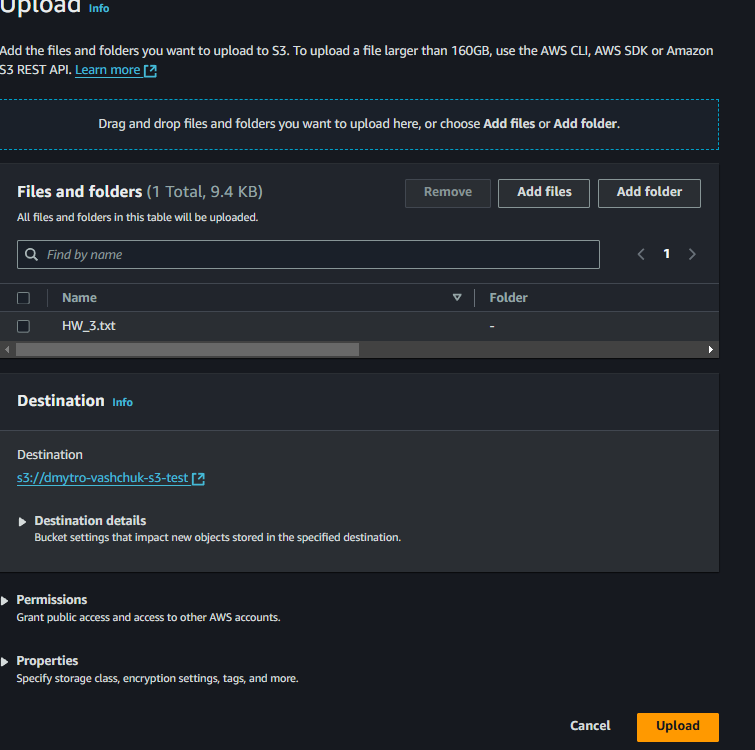 Upload Info
Add the files and folders you want to upload to S3. To upload a file larger than 160GB, use the AWS CLI, AWS SDK or Amazon
S3 REST API. Learn more
Drag and drop files and folders you want to upload here, or choose Add files or Add folder.
Files and folders (1 Total, 9.4 KB)
Remove
Add files
Add folder
All files and folders in this table will be uploaded.
Find by name
1
Name
Folder
HW_3.txt
-
Destination Info
Destination
s3://dmytro-vashchuk-s3-test
Destination details
Bucket settings that impact new objects stored in the specified destination.
Permissions
Grant public access and access to other AWS accounts.
Properties
Specify storage class, encryption settings, tags, and more.
Cancel
Upload